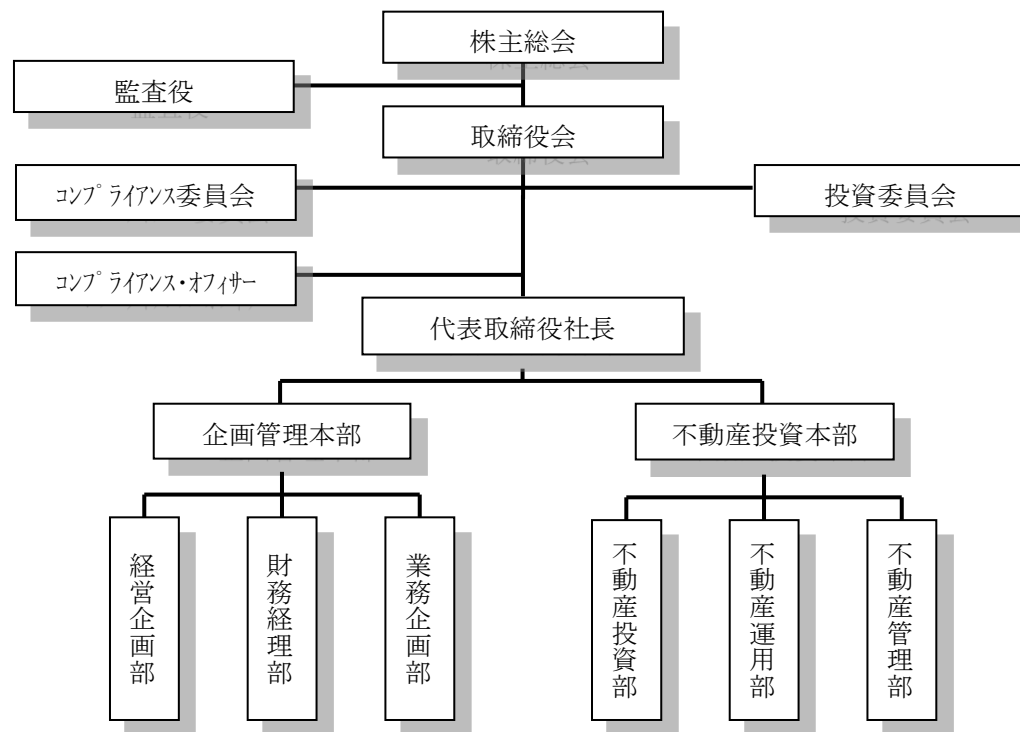 株主総会
監査役
取締役会
ｺﾝﾌﾟﾗｲｱﾝｽ委員会
投資委員会
ｺﾝﾌﾟﾗｲｱﾝｽ・ｵﾌｨｻｰ
代表取締役社長
企画管理本部
不動産投資本部
経営企画部
財務経理部
業務企画部
不動産投資部
不動産運用部
不動産管理部